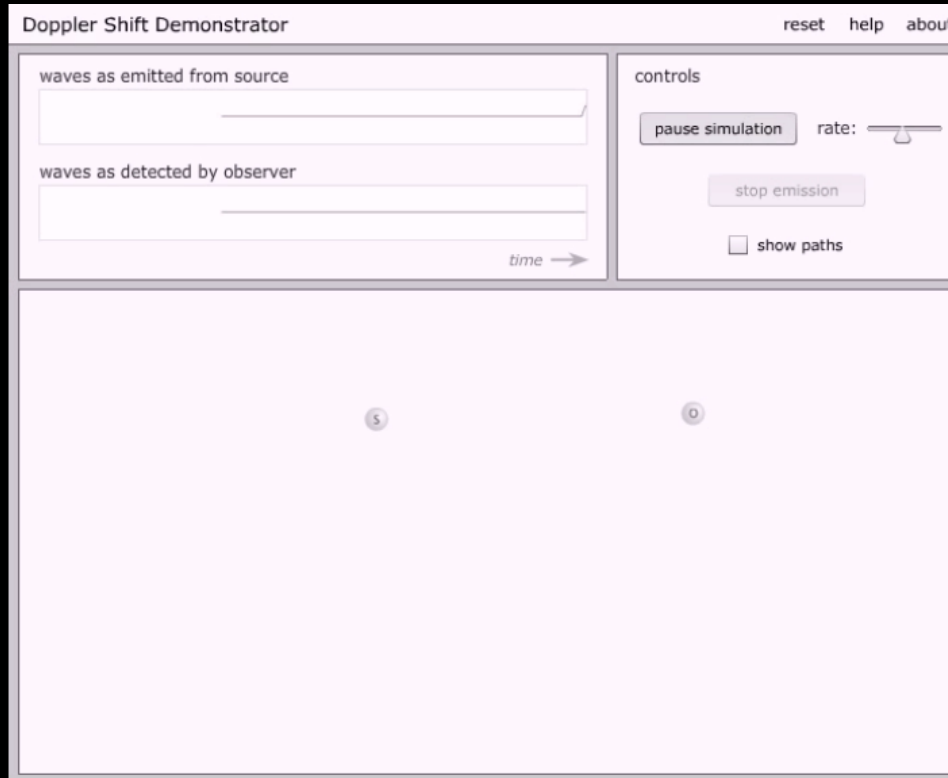 Doppler Shift Demonstrator
reset help about
waves as emitted from source
waves as detected by observer
time
controls
pause simulation rate:
stop emission
show paths
S
O